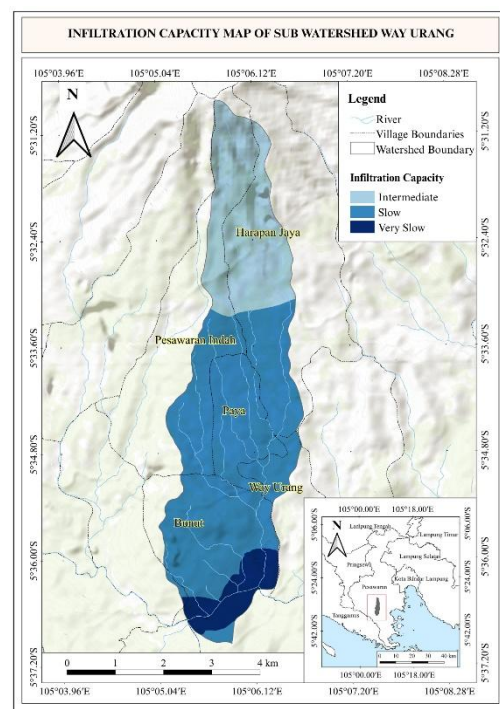 INFILTRATION CAPACITY MAP OF SUB WATERSHED WAY URANG
105°03.96'E 105°05.04'E 105°06.12'E 105°07.20'E 105°08.28'E
N
5°31.20'S
5°32.40'S
5°33.60'S
5°34.80'S
5°36.00'S
5°37.20'S
Legend
River
Village Boundaries
Watershed Boundary
Infiltration Capacity
Intermediate
Slow
Very Slow
Harapan Jaya
Pesawaran Indah
Paya
Way Urang
Bunut
5°31.20'S
5°32.40'S
5°33.60'S
5°34.80'S
5°36.00'S
5°37.20'S
0 1 2 3 4 km
105°03.96'E 105°05.04'E 105°06.12'E 105°07.20'E 105°08.28'E
105°00.00'E 105°18.00'E
N
5°06.00'S
5°24.00'S
5°42.00'S
Lampung Tengah
Lampung Timur
Lampung Selatan
Pringsewu
Kota Bandar Lampung
Pesawaran
Tanggamus
5°06.00'S
5°24.00'S
5°42.00'S
0 10 20 30 40 km
105°00.00'E 105°18.00'E